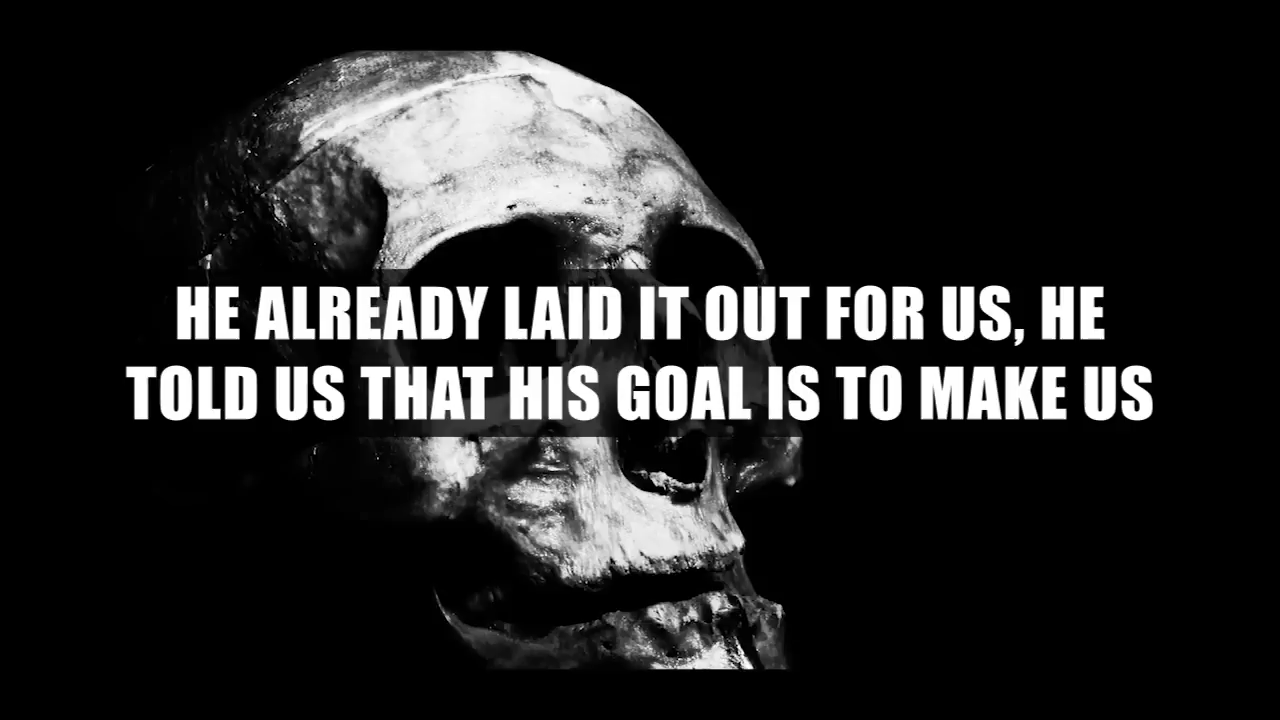 HE ALREADY LAID IT OUT FOR US, HE
TOLD US THAT HIS GOAL IS TO MAKE US